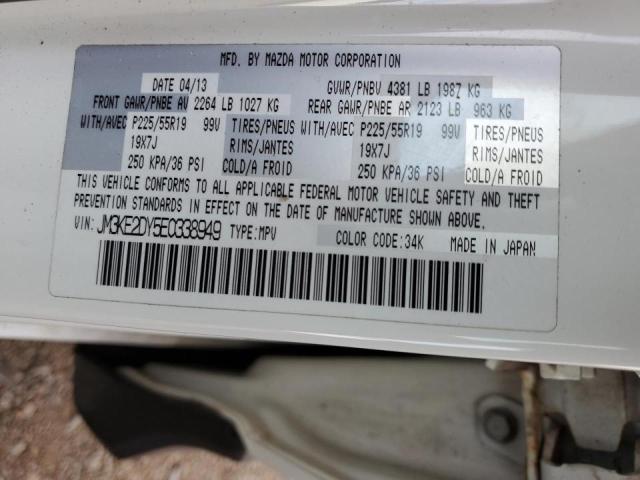 MFD. BY MAZDA MOTOR CORPORATION
DATE 04/13 GVWR/PNBV 4381 LB 1987 KG
FRONT GAWR/PNBE AV 2264 LB 1027 KG REAR GAWR/PNBE AR 2123 LB 963 KG
WITH/AVEC P225/55R19 99V TIRES/PNEUS WITH/AVEC P225/55R19 99V TIRES/PNEUS
19X7J RIMS/JANTES 19X7J RIMS/JANTES
250 KPA/36 PSI COLD/A FROID 250 KPA/36 PSI COLD/A FROID
THIS VEHICLE CONFORMS TO ALL APPLICABLE FEDERAL MOTOR VEHICLE SAFETY AND THEFT
PREVENTION STANDARDS IN EFFECT ON THE DATE OF MANUFACTURE SHOWN ABOVE.
VIN: JM3KE2DY5E0338949 TYPE: MPV COLOR CODE: 34K MADE IN JAPAN